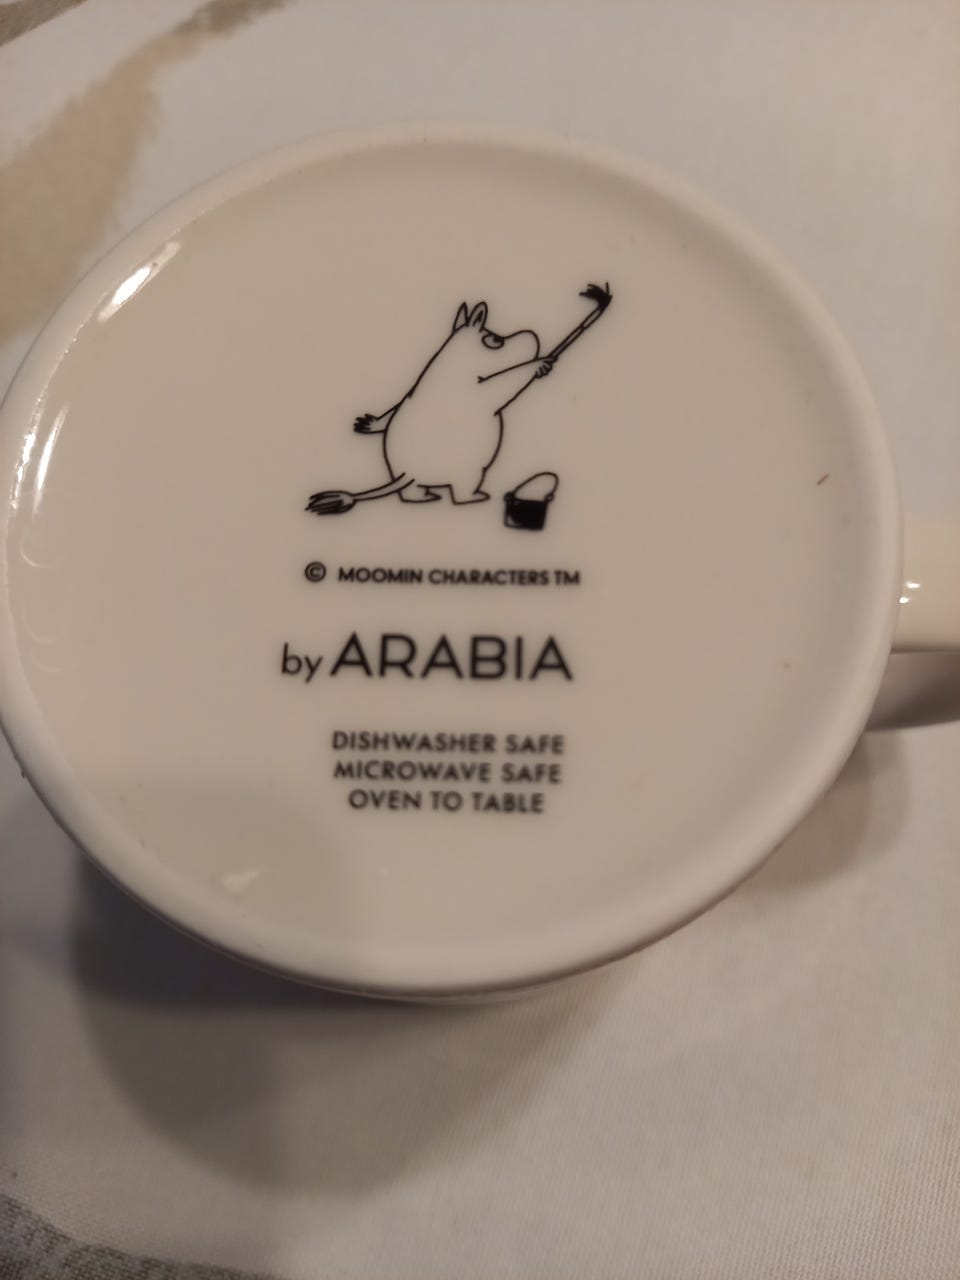 © MOOMIN CHARACTERS TM
by ARABIA
DISHWASHER SAFE
MICROWAVE SAFE
OVEN TO TABLE